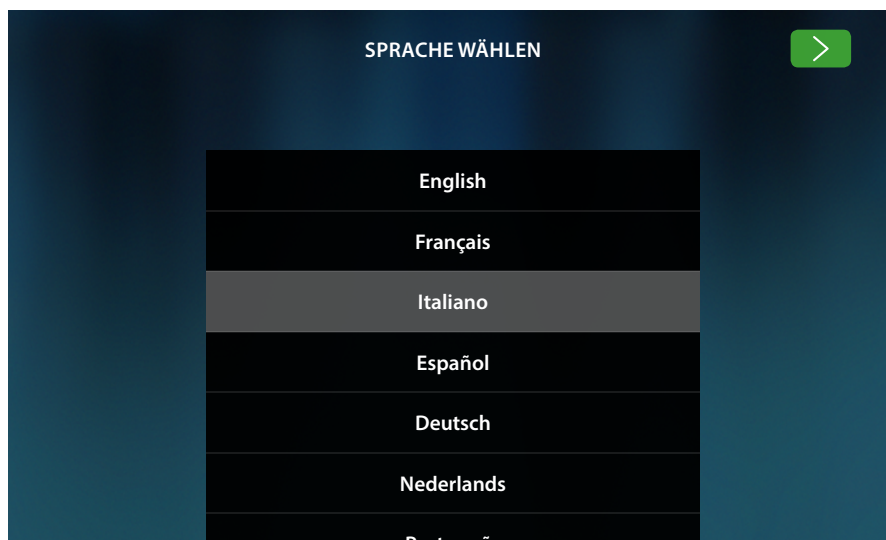 SPRACHE WÄHLEN
English
Français
Italiano
Español
Deutsch
Nederlands